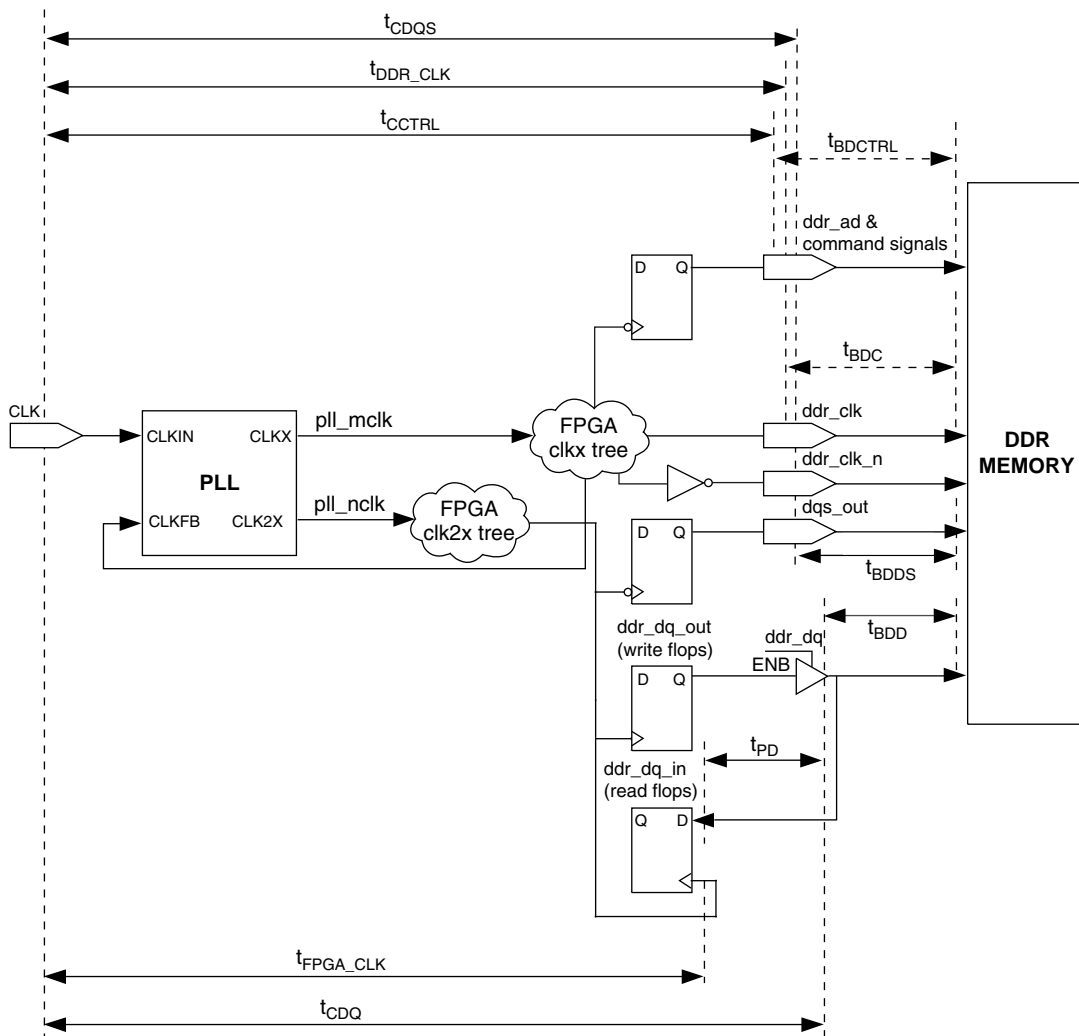 tCDQS
tDDR_CLK
tCCTRL
tBDCTRL
ddr_ad &
command signals
D Q
tBDC
CLK
CLKIN CLKX
PLL
CLKFB CLK2X
pll_mclk
pll_nclk
FPGA
clkx tree
FPGA
clk2x tree
ddr_clk
ddr_clk_n
dqs_out
DDR
MEMORY
D Q
tBDDS
tBDD
ddr_dq_out
(write flops)
ddr_dq
ENB
D Q
tPD
ddr_dq_in
(read flops)
Q D
tFPGA_CLK
tCDQ